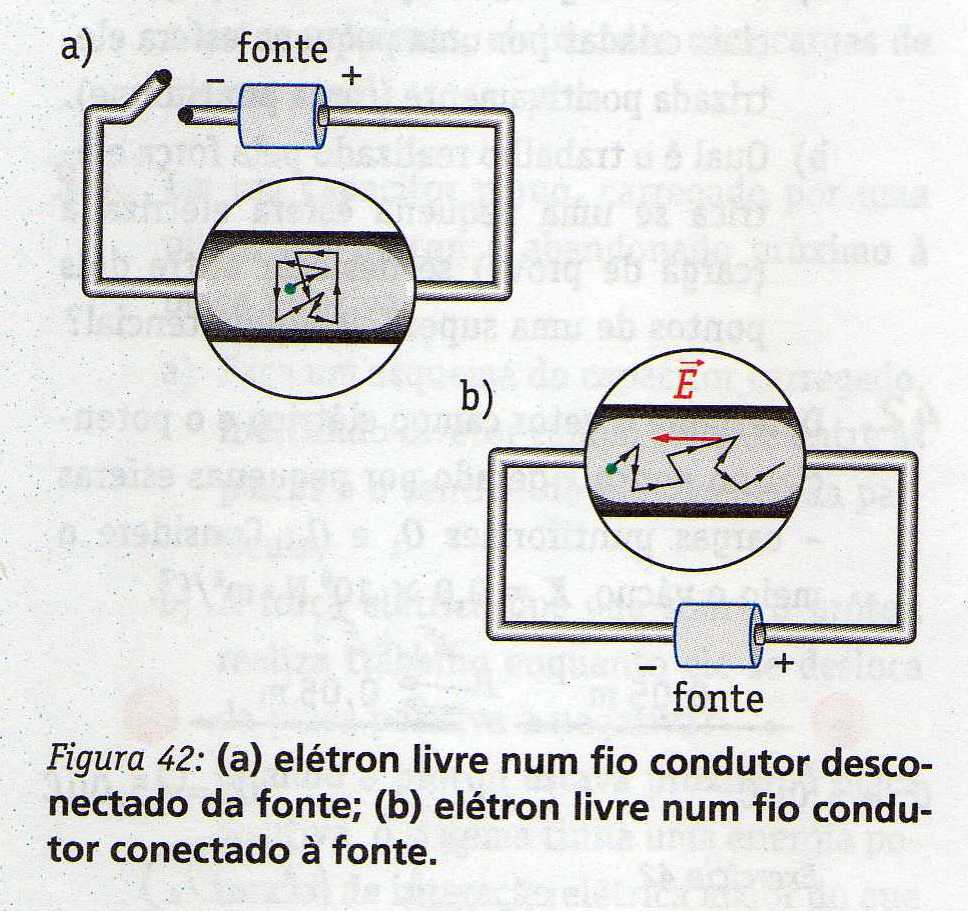 a)
fonte
- +
b)
E
- +
fonte
Figura 42: (a) elétron livre num fio condutor desco-
nectado da fonte; (b) elétron livre num fio condu-
tor conectado à fonte.